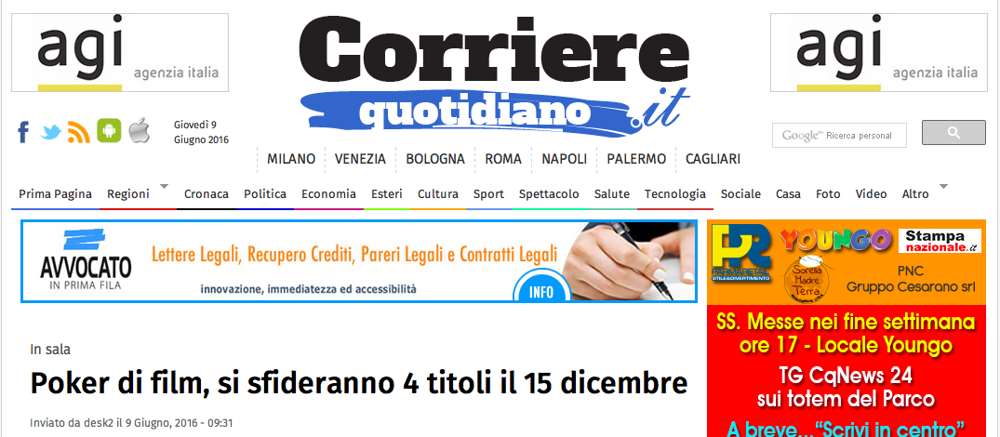 agi
agenzia italia
Corriere
quotidiano.it
agi
agenzia italia
Giovedì 9
Giugno 2016
Google™ Ricerca personal
MILANO VENEZIA BOLOGNA ROMA NAPOLI PALERMO CAGLIARI
Prima Pagina Regioni Cronaca Politica Economia Esteri Cultura Sport Spettacolo Salute Tecnologia Sociale Casa Foto Video Altro
AVVOCATO
IN PRIMA FILA
Lettere Legali, Recupero Crediti, Pareri Legali e Contratti Legali
innovazione, immediatezza ed accessibilità
INFO
PR
PARMARETAIL
STILE&DIVERTIMENTO
YOUNGO
Stampa
nazionale.it
Sorella
Madre
Terra
PNC
Gruppo Cesarano srl
SS. Messe nei fine settimana
ore 17 - Locale Youngo
TG CqNews 24
sui totem del Parco
A breve..."Scrivi in centro"
In sala
Poker di film, si sfideranno 4 titoli il 15 dicembre
Inviato da desk2 il 9 Giugno, 2016 - 09:31